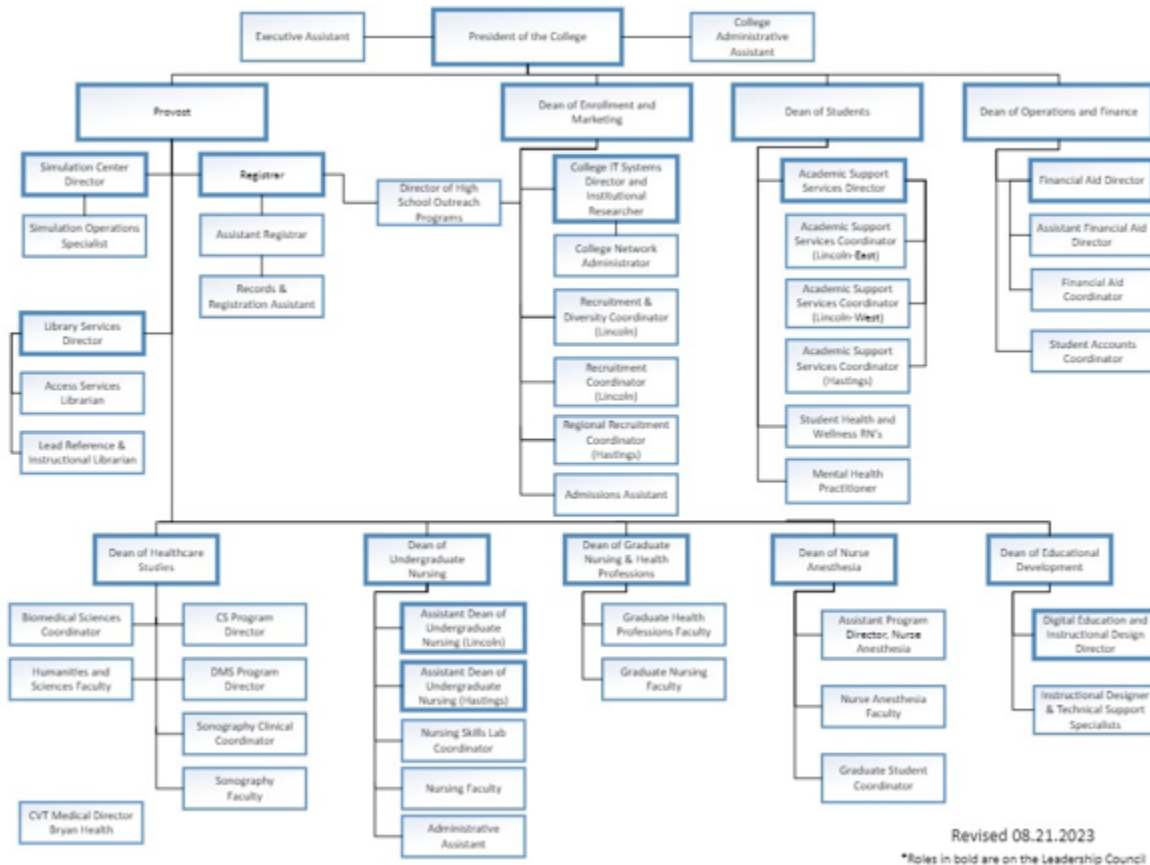 Executive Assistant
President of the College
College
Administrative
Assistant
Provost
Dean of Enrollment and
Marketing
Dean of Students
Dean of Operations and Finance
Simulation Center
Director
Registrar
Director of High
School Outreach
Programs
College IT Systems
Director and
Institutional
Researcher
Academic Support
Services Director
Financial Aid Director
Simulation Operations
Specialist
Assistant Registrar
College Network
Administrator
Academic Support
Services Coordinator
(Lincoln-East)
Assistant Financial Aid
Director
Records &
Registration Assistant
Recruitment &
Diversity Coordinator
(Lincoln)
Academic Support
Services Coordinator
(Lincoln-West)
Financial Aid
Coordinator
Library Services
Director
Recruitment
Coordinator
(Lincoln)
Academic Support
Services Coordinator
(Hastings)
Student Accounts
Coordinator
Access Services
Librarian
Regional Recruitment
Coordinator
(Hastings)
Student Health and
Wellness RN's
Lead Reference &
Instructional Librarian
Admissions Assistant
Mental Health
Practitioner
Dean of Healthcare
Studies
Dean of
Undergraduate
Nursing
Dean of Graduate
Nursing & Health
Professions
Dean of Nurse
Anesthesia
Dean of Educational
Development
Biomedical Sciences
Coordinator
CS Program
Director
Assistant Dean of
Undergraduate
Nursing (Lincoln)
Graduate Health
Professions Faculty
Assistant Program
Director, Nurse
Anesthesia
Digital Education and
Instructional Design
Director
Humanities and
Sciences Faculty
DMS Program
Director
Assistant Dean of
Undergraduate
Nursing (Hastings)
Graduate Nursing
Faculty
Nurse Anesthesia
Faculty
Instructional Designer
& Technical Support
Specialists
Sonography Clinical
Coordinator
Nursing Skills Lab
Coordinator
Graduate Student
Coordinator
Sonography
Faculty
Nursing Faculty
CVT Medical Director
Bryan Health
Administrative
Assistant
Revised 08.21.2023
*Roles in bold are on the Leadership Council